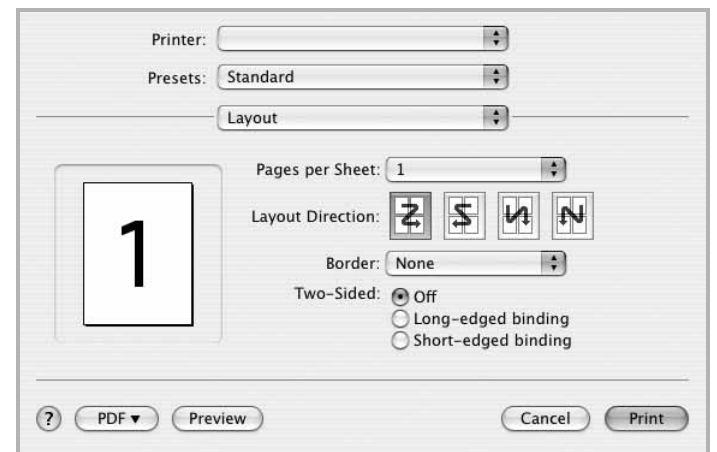 Printer:
Presets: Standard
Layout
Pages per Sheet: 1
Layout Direction:
Border: None
Two-Sided: Off
Long-edged binding
Short-edged binding
1
? PDF ▼ Preview Cancel Print